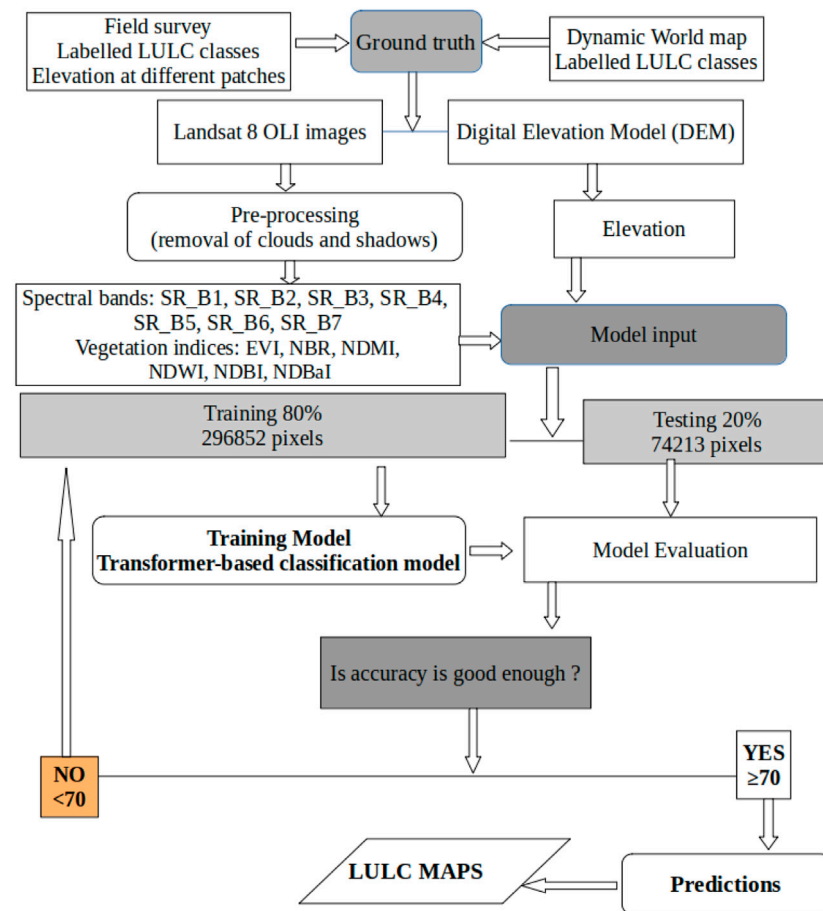 Field survey
Labelled LULC classes
Elevation at different patches
Ground truth
Dynamic World map
Labelled LULC classes
Landsat 8 OLI images
Digital Elevation Model (DEM)
Pre-processing
(removal of clouds and shadows)
Elevation
Spectral bands: SR_B1, SR_B2, SR_B3, SR_B4,
SR_B5, SR_B6, SR_B7
Vegetation indices: EVI, NBR, NDMI,
NDWI, NDBI, NDBaI
Model input
Training 80%
296852 pixels
Testing 20%
74213 pixels
Training Model
Transformer-based classification model
Model Evaluation
Is accuracy is good enough ?
NO
<70
YES
≥70
LULC MAPS
Predictions